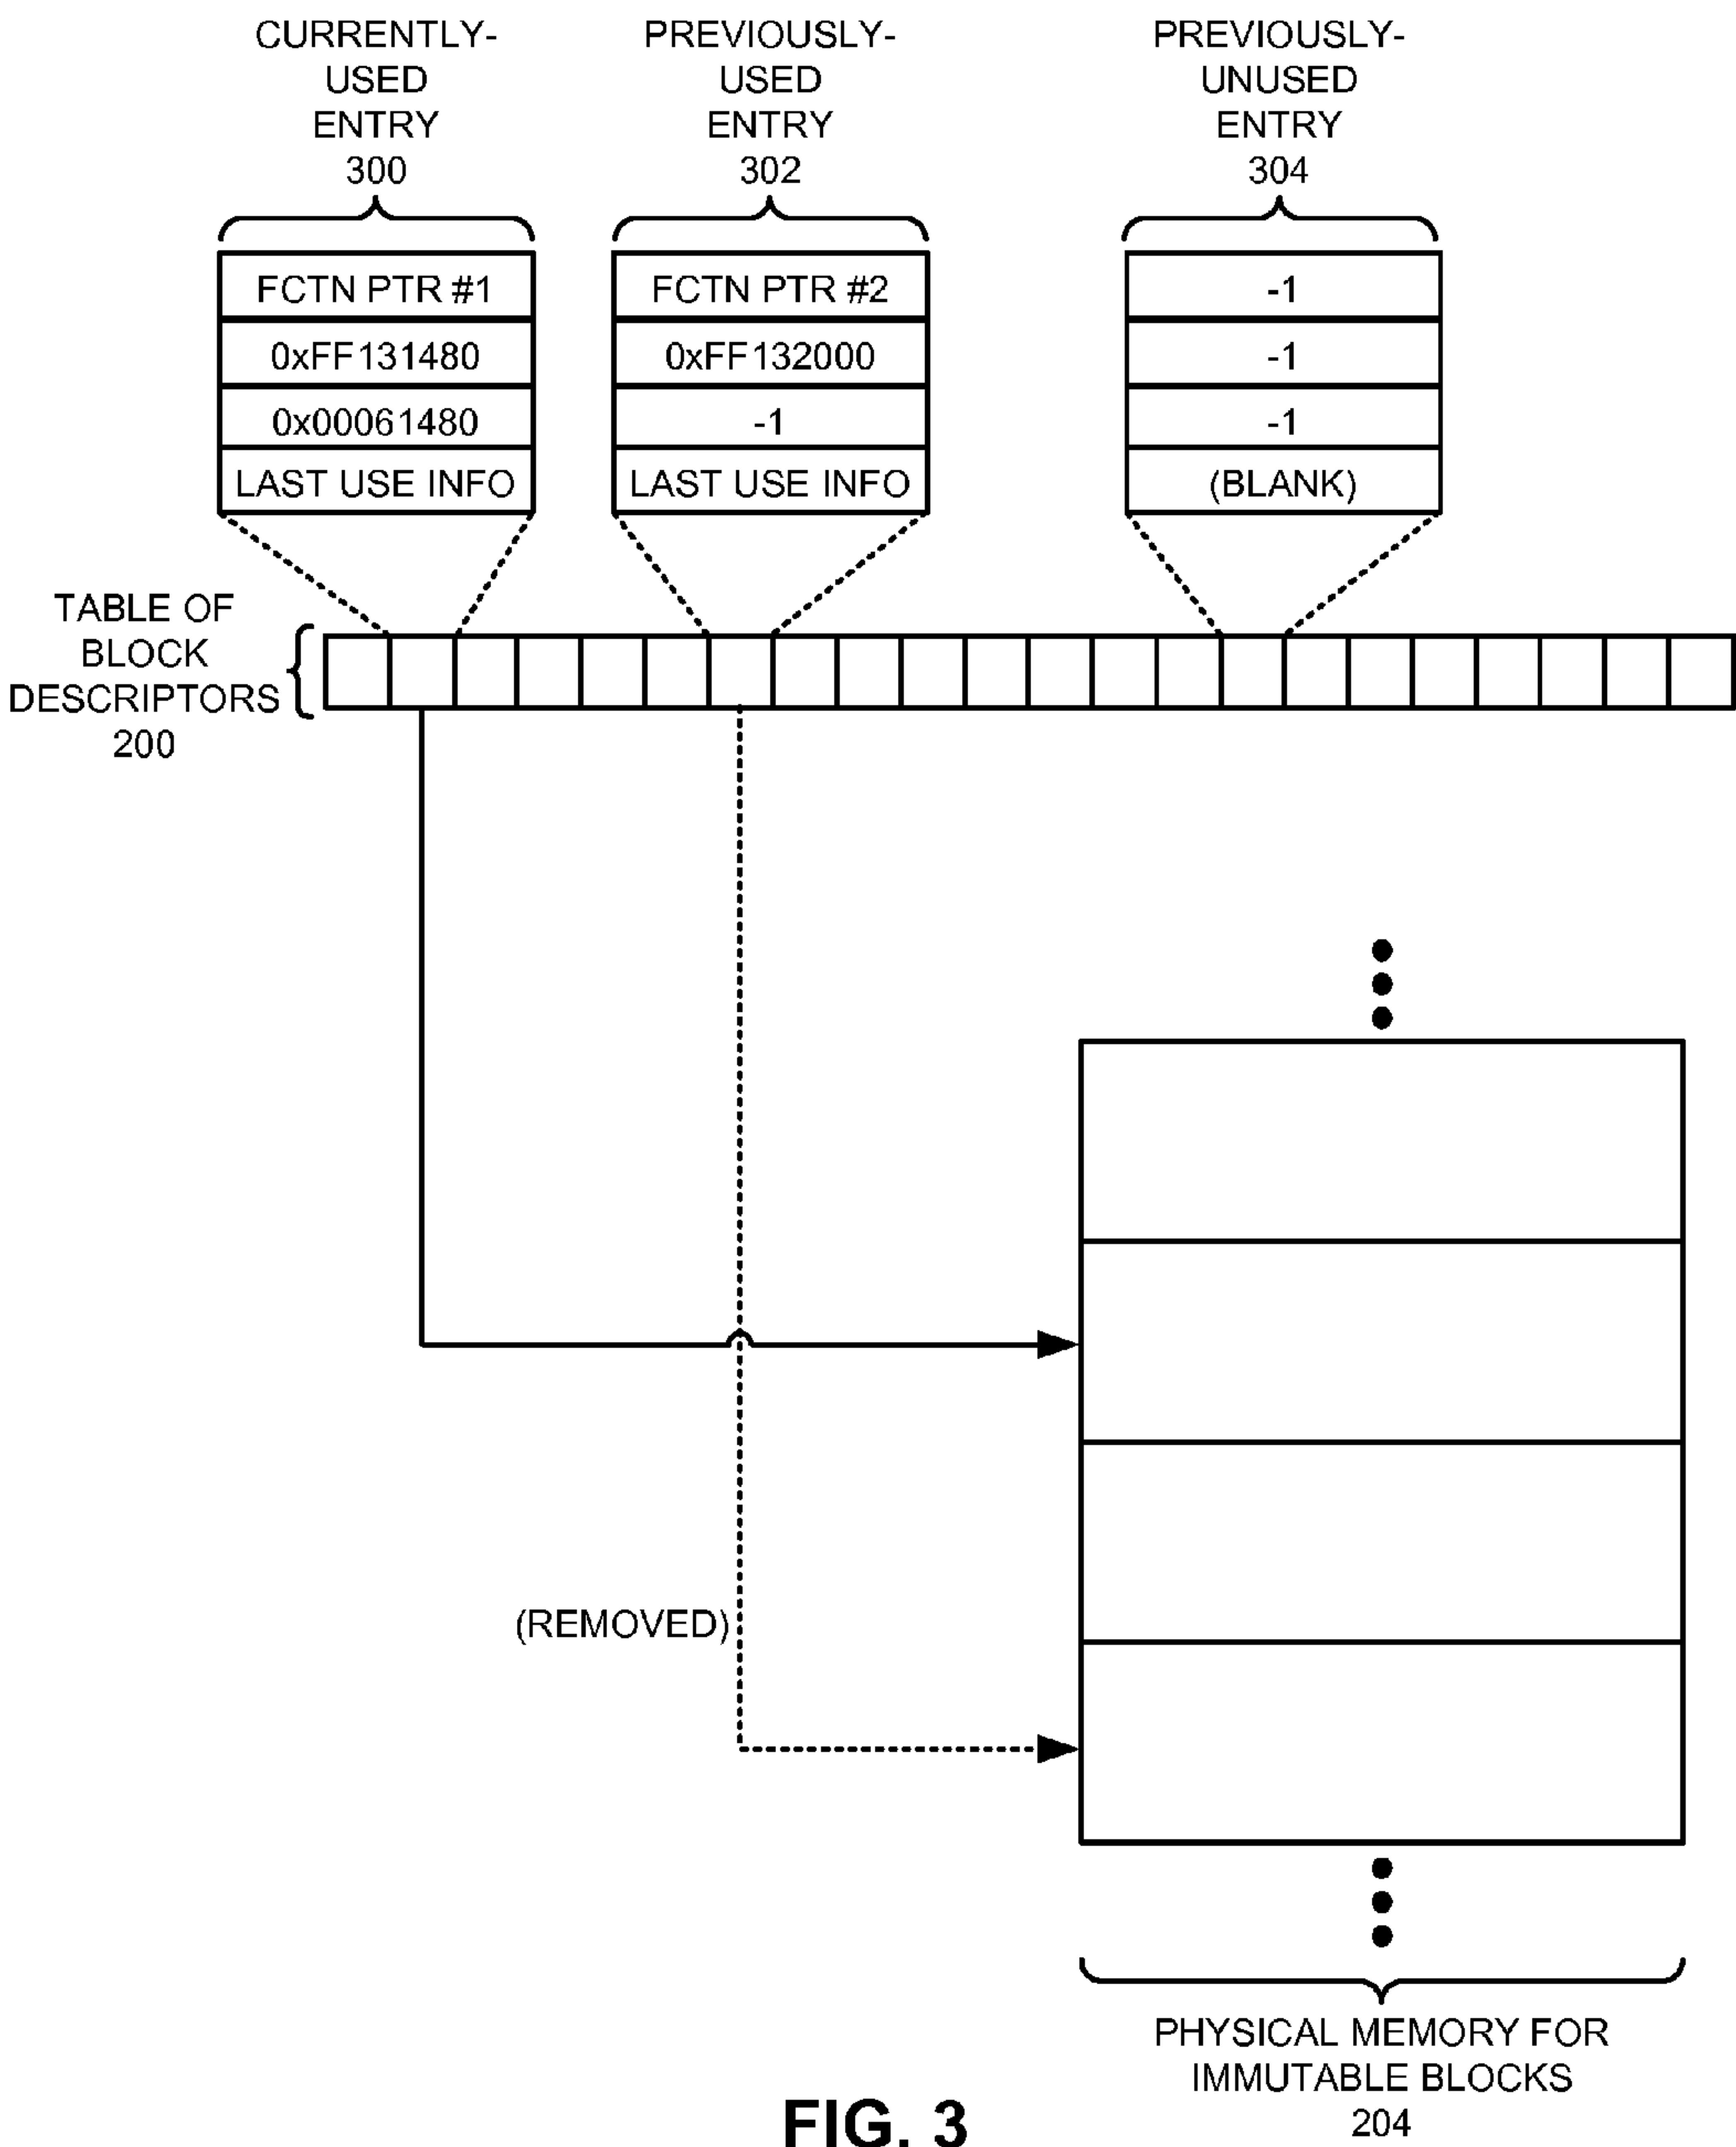 CURRENTLY-
USED
ENTRY
300
PREVIOUSLY-
USED
ENTRY
302
PREVIOUSLY-
UNUSED
ENTRY
304
FCTN PTR #1
0xFF131480
0x00061480
LAST USE INFO
FCTN PTR #2
0xFF132000
-1
LAST USE INFO
-1
-1
-1
(BLANK)
TABLE OF
BLOCK
DESCRIPTORS
200
(REMOVED)
PHYSICAL MEMORY FOR
IMMUTABLE BLOCKS
204
FIG. 3